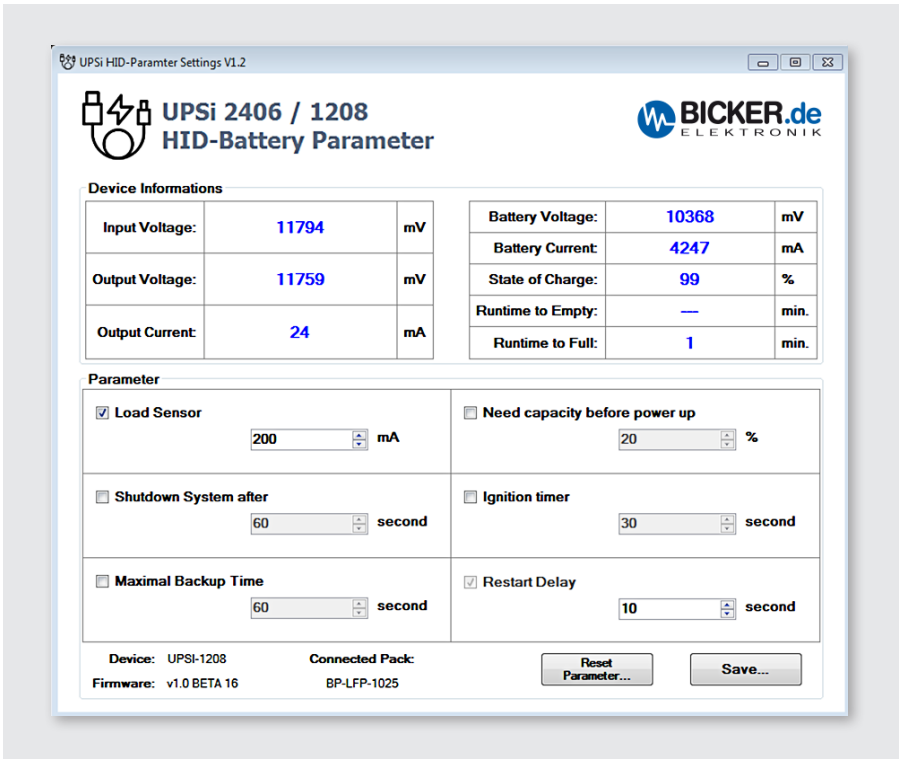 UPSi HID-Paramter Settings V1.2
UPSi 2406 / 1208
HID-Battery Parameter
BICKER.de
ELEKTRONIK
Device Informations
Input Voltage: 11794 mV
Output Voltage: 11759 mV
Output Current: 24 mA
Battery Voltage: 10368 mV
Battery Current: 4247 mA
State of Charge: 99 %
Runtime to Empty: --- min.
Runtime to Full: 1 min.
Parameter
Load Sensor
200 mA
Need capacity before power up
20 %
Shutdown System after
60 second
Ignition timer
30 second
Maximal Backup Time
60 second
Restart Delay
10 second
Device: UPSI-1208
Firmware: v1.0 BETA 16
Connected Pack:
BP-LFP-1025
Reset
Parameter...
Save...